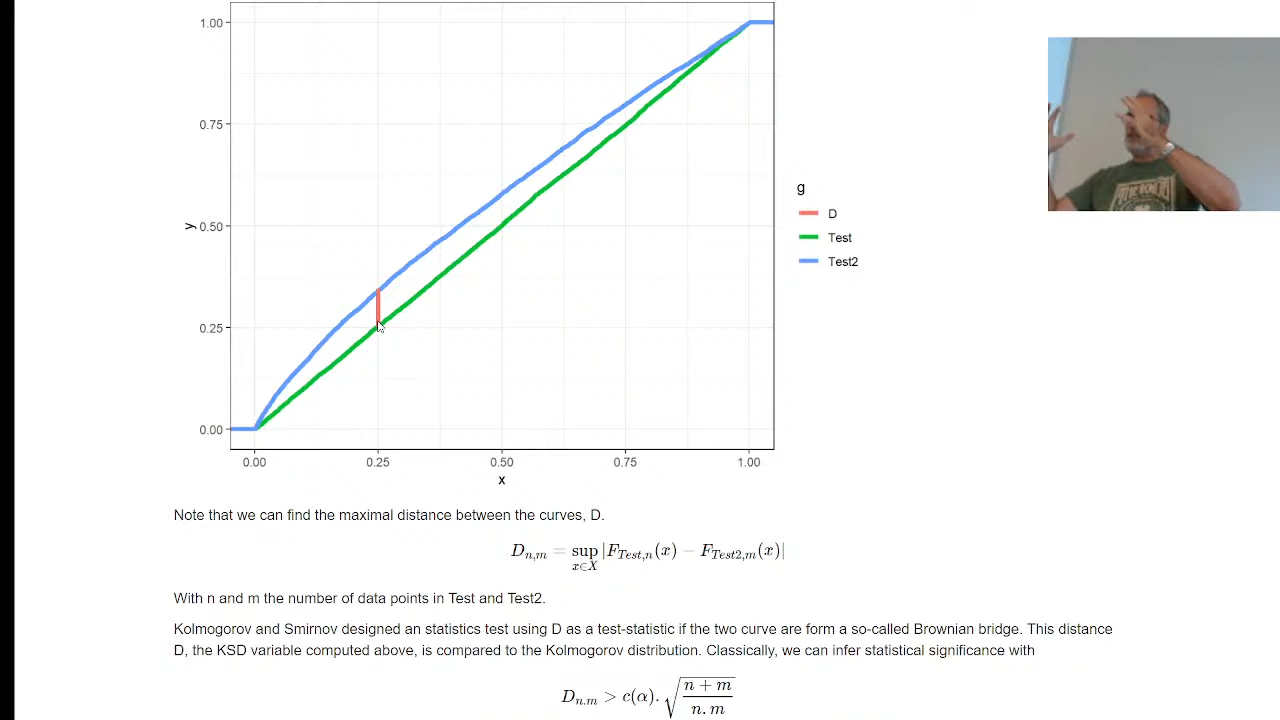 1.00
0.75
y
0.50
0.25
0.00
0.00 0.25 0.50 0.75 1.00
x
g
D
Test
Test2
Note that we can find the maximal distance between the curves, D.
D_{n,m} = sup_{x∈X} |F_{Test,n}(x) − F_{Test2,m}(x)|
With n and m the number of data points in Test and Test2.
Kolmogorov and Smirnov designed an statistics test using D as a test-statistic if the two curve are form a so-called Brownian bridge. This distance
D, the KSD variable computed above, is compared to the Kolmogorov distribution. Classically, we can infer statistical significance with
D_{n.m} > c(α).√((n + m)/(n.m))